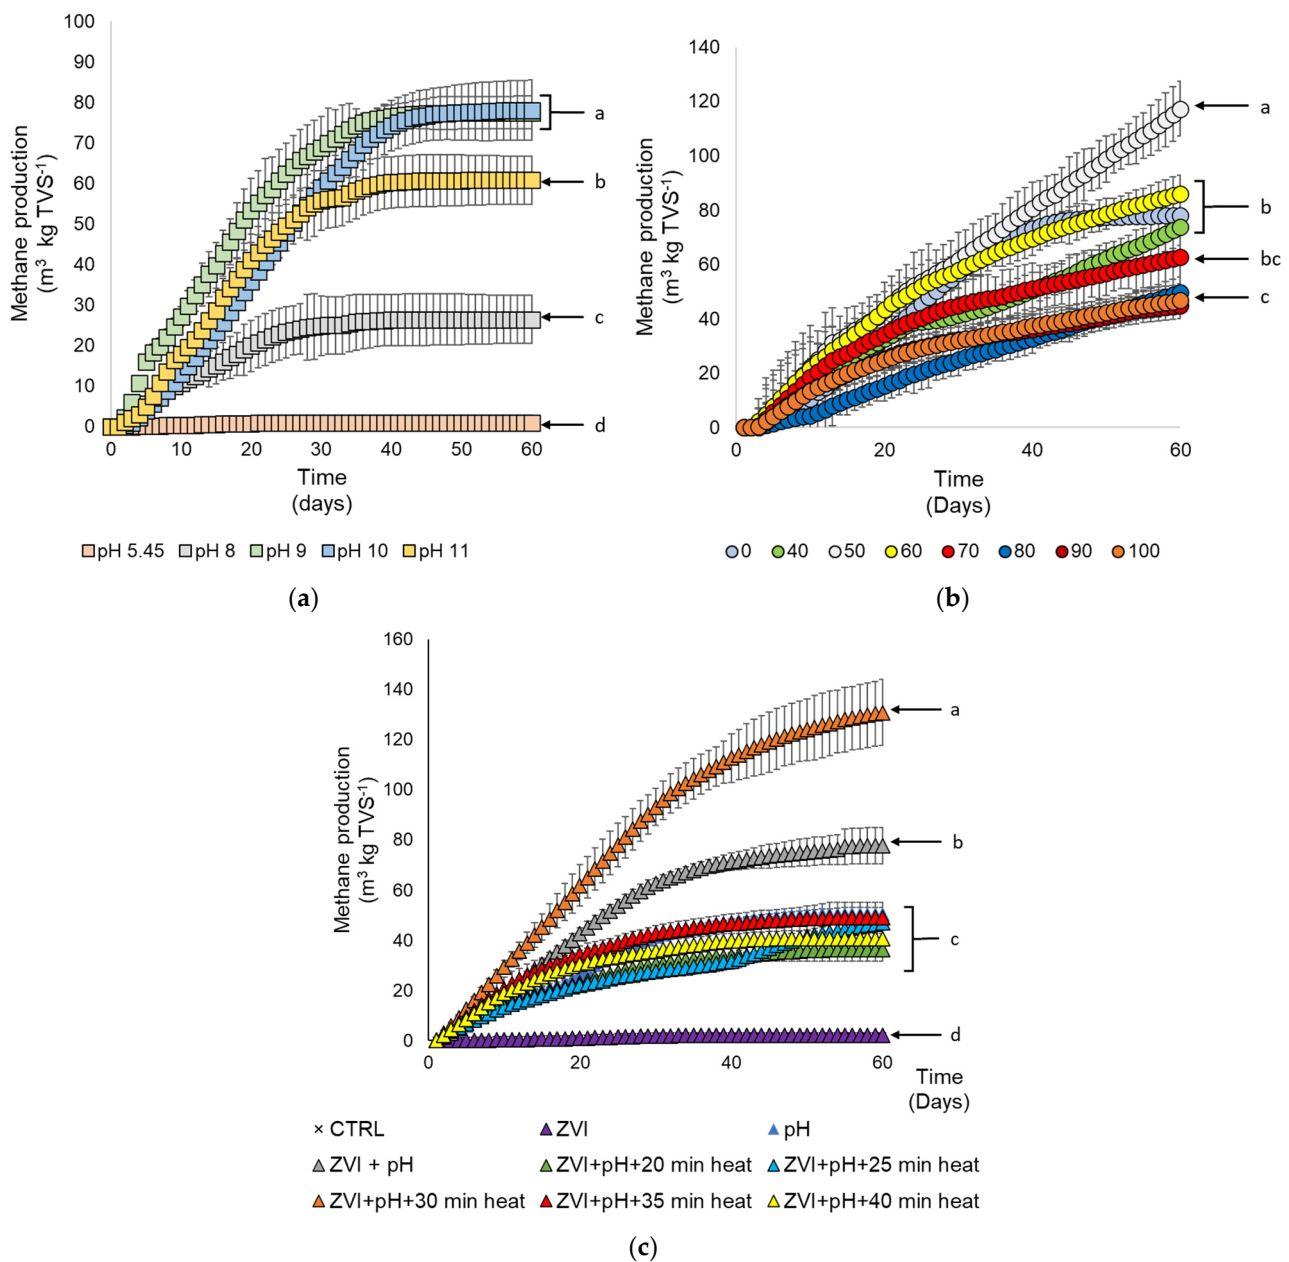 100
90
80
70
60
50
40
30
20
10
0
Methane production
(m³ kg TVS⁻¹)
0 10 20 30 40 50 60
Time
(days)
a
b
c
d
pH 5.45 pH 8 pH 9 pH 10 pH 11
(a)
140
120
100
80
60
40
20
0
Methane production
(m³ kg TVS⁻¹)
0 20 40 60
Time
(Days)
a
b
bc
c
0 40 50 60 70 80 90 100
(b)
160
140
120
100
80
60
40
20
0
Methane production
(m³ kg TVS⁻¹)
0 20 40 60
Time
(Days)
a
b
c
d
× CTRL ZVI pH
ZVI + pH ZVI+pH+20 min heat ZVI+pH+25 min heat
ZVI+pH+30 min heat ZVI+pH+35 min heat ZVI+pH+40 min heat
(c)